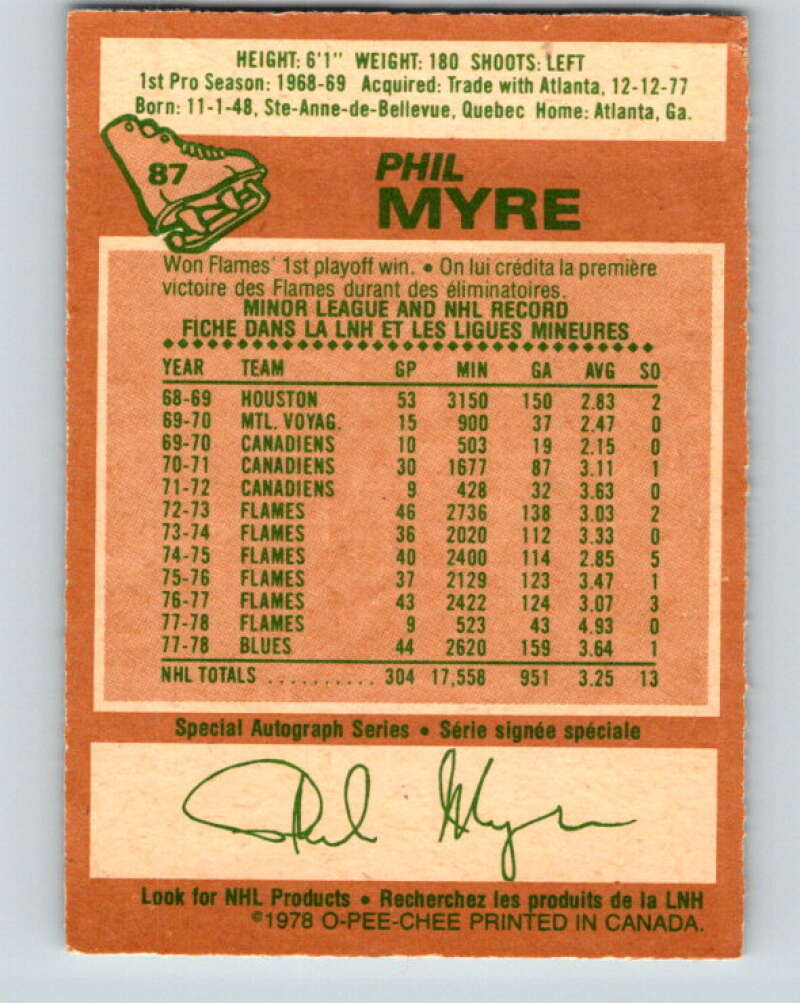 HEIGHT: 6'1" WEIGHT: 180 SHOOTS: LEFT
1st Pro Season: 1968-69 Acquired: Trade with Atlanta, 12-12-77
Born: 11-1-48, Ste-Anne-de-Bellevue, Quebec Home: Atlanta, Ga.
87
PHIL
MYRE
Won Flames' 1st playoff win. • On lui crédita la première
victoire des Flames durant des éliminatoires.
MINOR LEAGUE AND NHL RECORD
FICHE DANS LA LNH ET LES LIGUES MINEURES
YEAR TEAM GP MIN GA AVG SO
68-69 HOUSTON 53 3150 150 2.83 2
69-70 MTL. VOYAG. 15 900 37 2.47 0
69-70 CANADIENS 10 503 19 2.15 0
70-71 CANADIENS 30 1677 87 3.11 1
71-72 CANADIENS 9 428 32 3.63 0
72-73 FLAMES 46 2736 138 3.03 2
73-74 FLAMES 36 2020 112 3.33 0
74-75 FLAMES 40 2400 114 2.85 5
75-76 FLAMES 37 2129 123 3.47 1
76-77 FLAMES 43 2422 124 3.07 3
77-78 FLAMES 9 523 43 4.93 0
77-78 BLUES 44 2620 159 3.64 1
NHL TOTALS .......... 304 17,558 951 3.25 13
Special Autograph Series • Série signée spéciale
Phil Myre
Look for NHL Products • Recherchez les produits de la LNH
©1978 O-PEE-CHEE PRINTED IN CANADA.